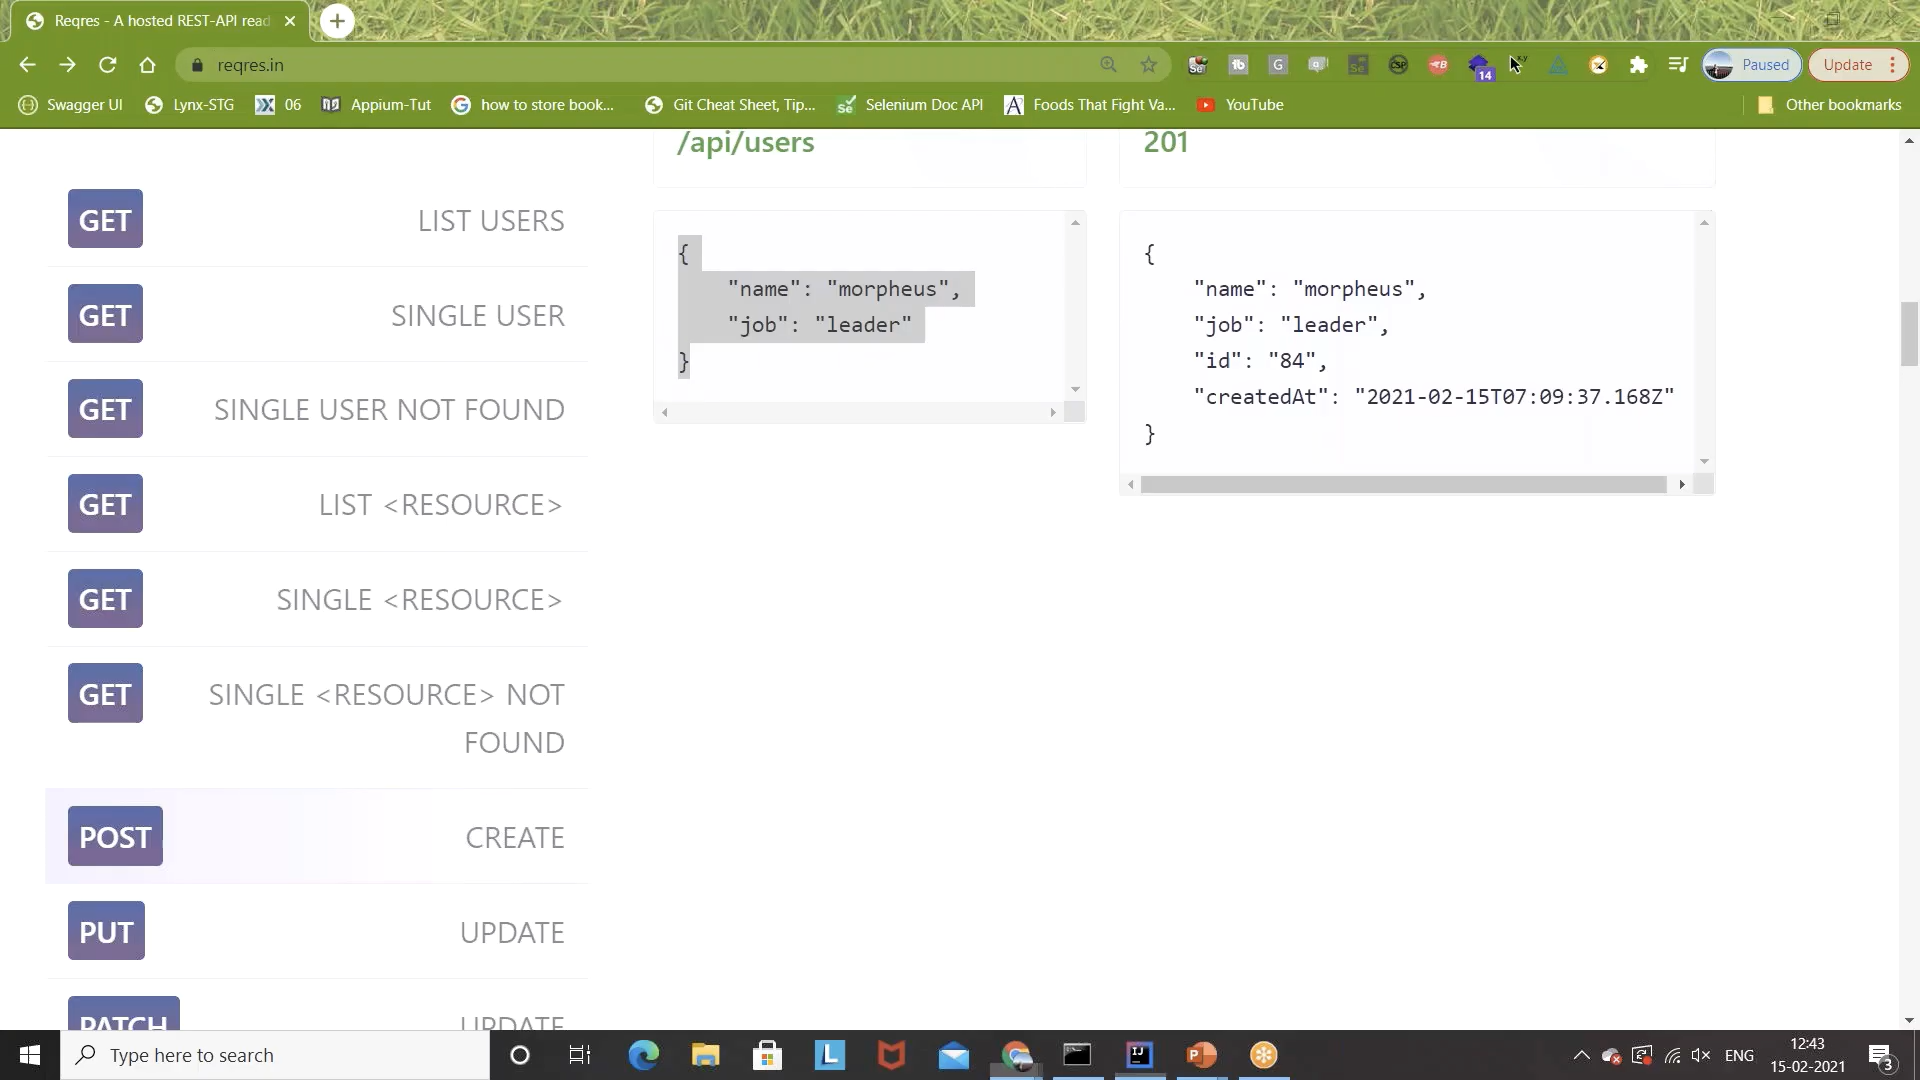 Reqres - A hosted REST-API read
reqres.in
14
Paused
Update
Swagger UI
Lynx-STG
06
Appium-Tut
how to store book...
Git Cheat Sheet, Tip...
Selenium Doc API
Foods That Fight Va...
YouTube
Other bookmarks
GET LIST USERS
GET SINGLE USER
GET SINGLE USER NOT FOUND
GET LIST <RESOURCE>
GET SINGLE <RESOURCE>
GET SINGLE <RESOURCE> NOT
FOUND
POST CREATE
PUT UPDATE
PATCH UPDATE
/api/users
{
"name": "morpheus",
"job": "leader"
}
201
{
"name": "morpheus",
"job": "leader",
"id": "84",
"createdAt": "2021-02-15T07:09:37.168Z"
}
Type here to search
ENG
12:43
15-02-2021
3